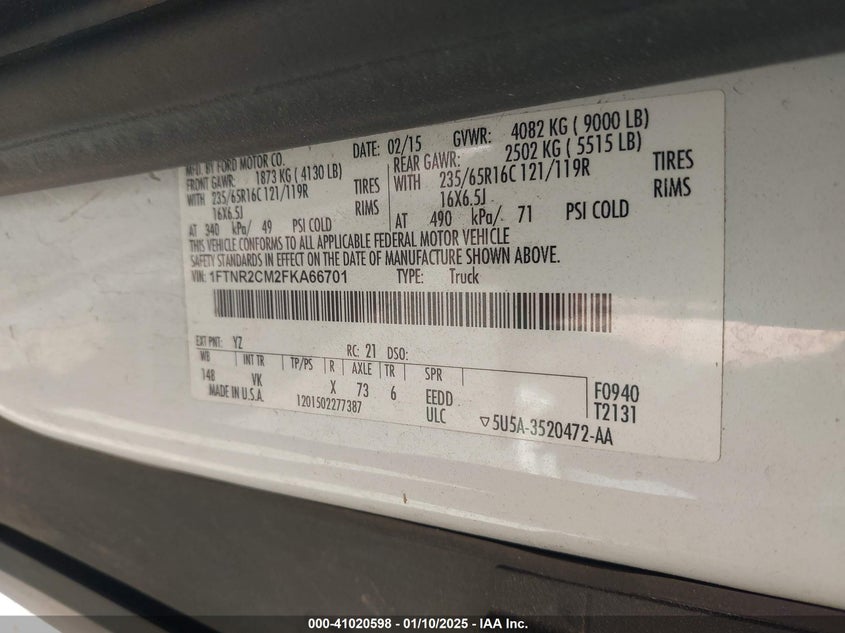 MFD. BY FORD MOTOR CO.
DATE: 02/15 GVWR: 4082 KG ( 9000 LB)
FRONT GAWR: 1873 KG ( 4130 LB)
REAR GAWR: 2502 KG ( 5515 LB)
WITH 235/65R16C 121/119R TIRES
WITH 235/65R16C 121/119R TIRES
16X6.5J RIMS
16X6.5J RIMS
AT 340 kPa/ 49 PSI COLD
AT 490 kPa/ 71 PSI COLD
THIS VEHICLE CONFORMS TO ALL APPLICABLE FEDERAL MOTOR VEHICLE
SAFETY STANDARDS IN EFFECT ON THE DATE OF MANUFACTURE SHOWN ABOVE.
VIN: 1FTNR2CM2FKA66701 TYPE: Truck
EXT PNT: YZ RC: 21 DSO:
WB INT TR TP/PS R AXLE TR SPR
148 VK X 73 6 EEDD F0940
MADE IN U.S.A. 1201502277387 ULC ▽5U5A-3520472-AA T2131
000-41020598 - 01/10/2025 - IAA Inc.